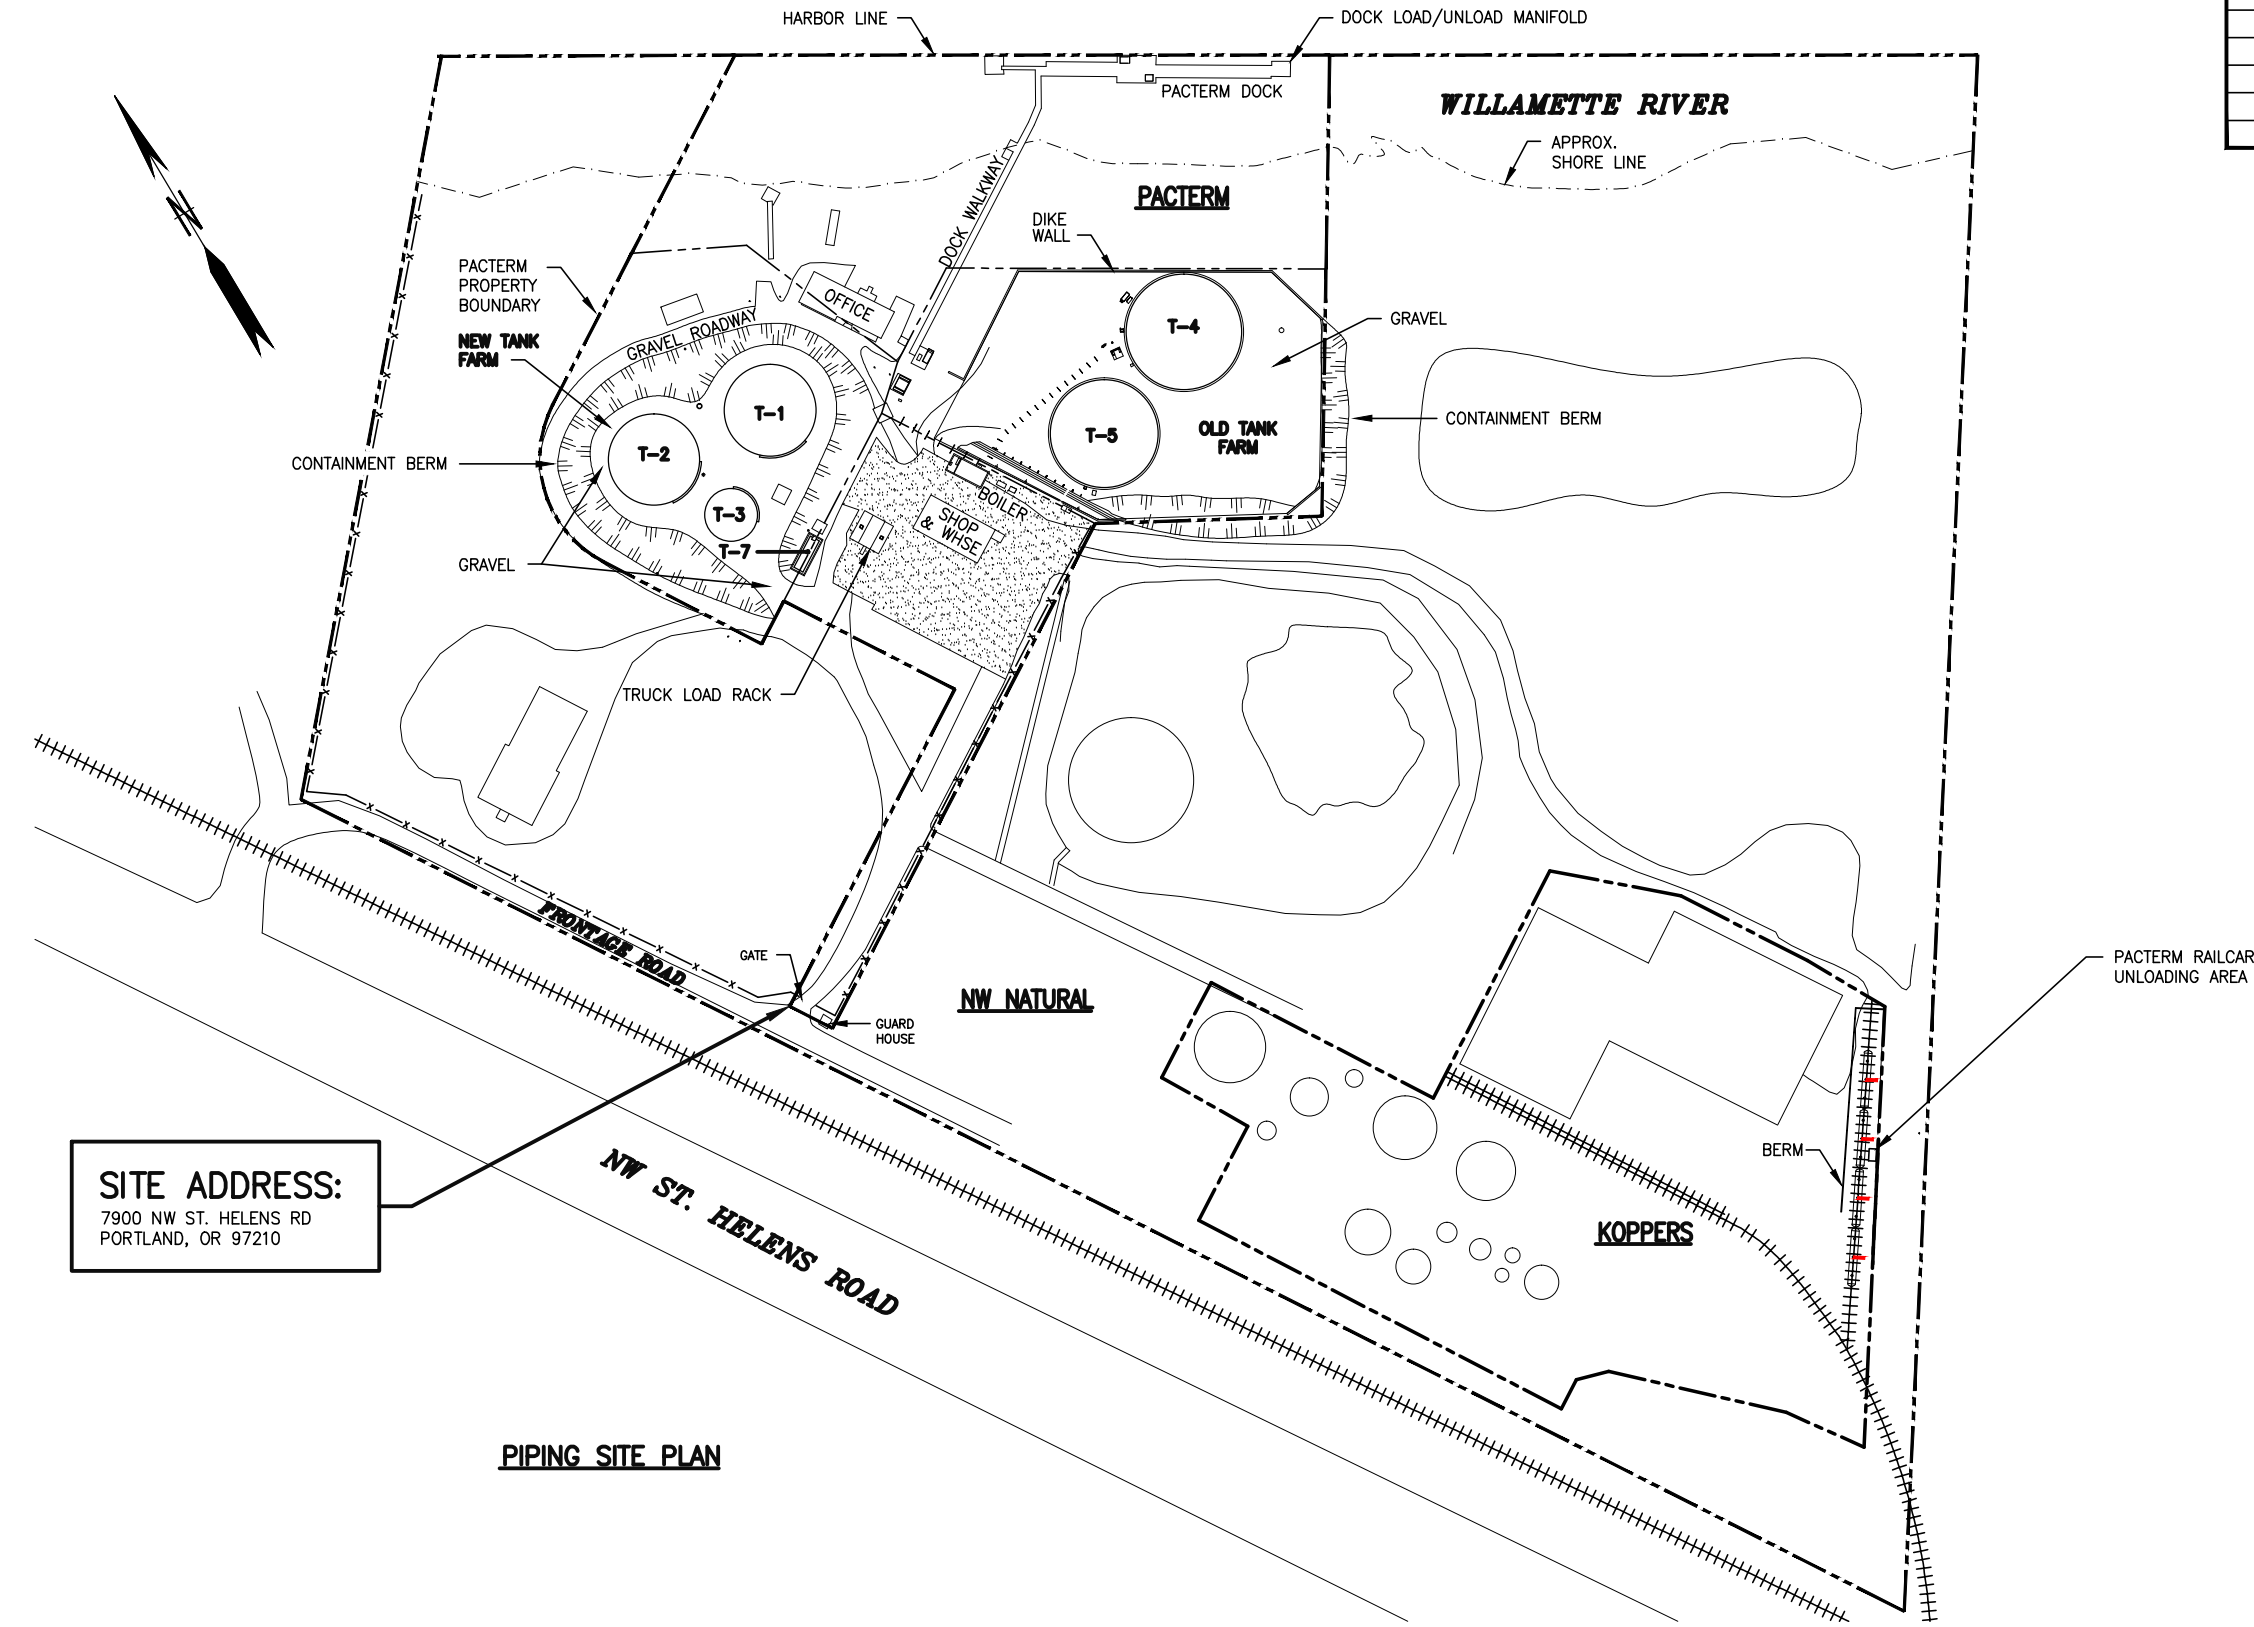 HARBOR LINE
DOCK LOAD/UNLOAD MANIFOLD
PACTERM DOCK
WILLAMETTE RIVER
APPROX.
SHORE LINE
DOCK WALKWAY
PACTERM
DIKE
WALL
PACTERM
PROPERTY
BOUNDARY
OFFICE
GRAVEL ROADWAY
NEW TANK
FARM
T-4
GRAVEL
T-1
T-2
T-5
OLD TANK
FARM
CONTAINMENT BERM
CONTAINMENT BERM
T-3
BOILER
SHOP
& WHSE
T-7
GRAVEL
TRUCK LOAD RACK
N
FRONTAGE ROAD
GATE
GUARD
HOUSE
NW NATURAL
PACTERM RAILCAR
UNLOADING AREA
BERM
KOPPERS
SITE ADDRESS:
7900 NW ST. HELENS RD
PORTLAND, OR 97210
NW ST. HELENS ROAD
PIPING SITE PLAN